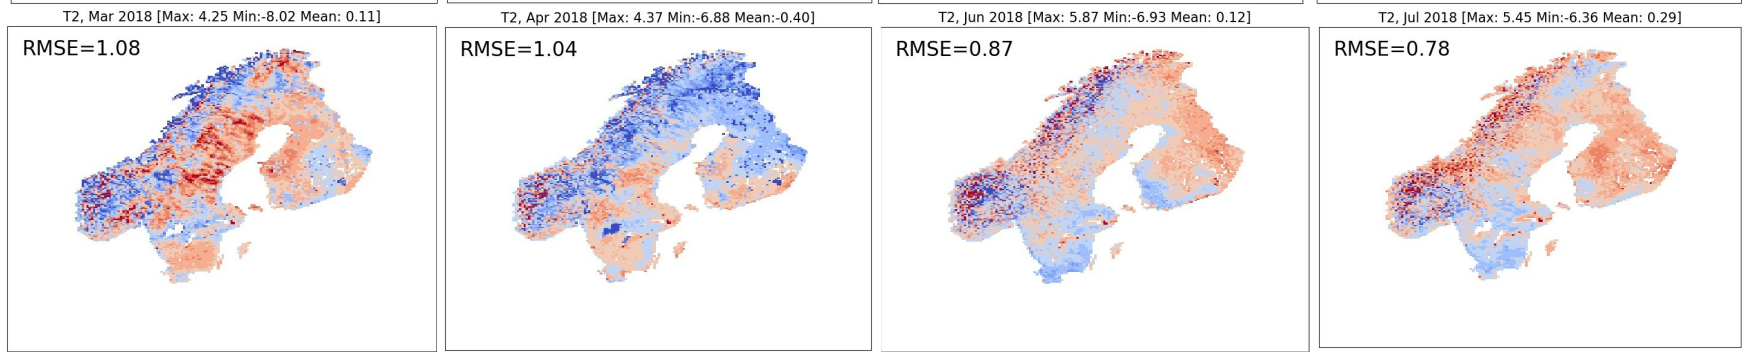 T2, Mar 2018 [Max: 4.25 Min:-8.02 Mean: 0.11]
RMSE=1.08
T2, Apr 2018 [Max: 4.37 Min:-6.88 Mean:-0.40]
RMSE=1.04
T2, Jun 2018 [Max: 5.87 Min:-6.93 Mean: 0.12]
RMSE=0.87
T2, Jul 2018 [Max: 5.45 Min:-6.36 Mean: 0.29]
RMSE=0.78